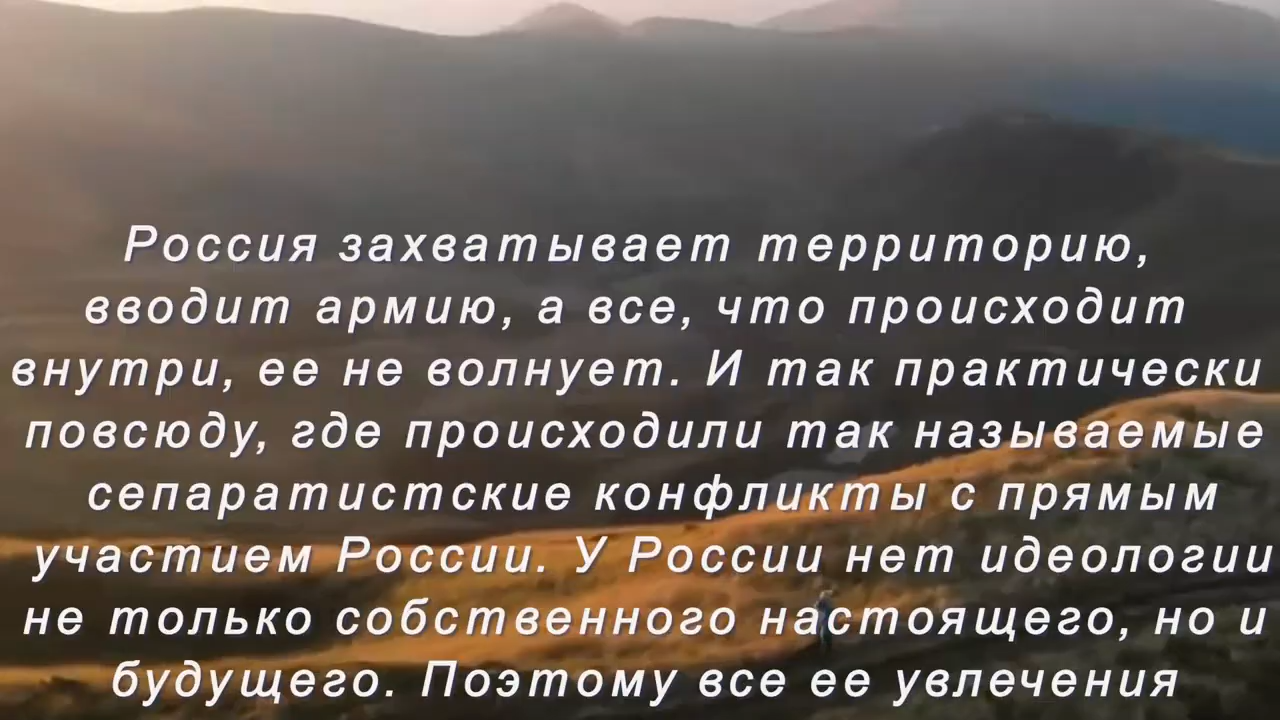 Россия захватывает территорию,
вводит армию, а все, что происходит
внутри, ее не волнует. И так практически
повсюду, где происходили так называемые
сепаратистские конфликты с прямым
участием России. У России нет идеологии
не только собственного настоящего, но и
будущего. Поэтому все ее увлечения